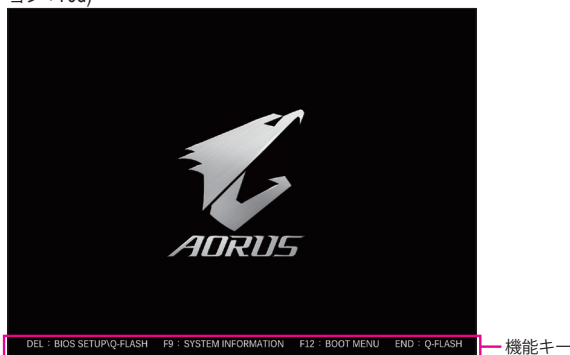 AORUS
DEL : BIOS SETUP\Q-FLASH F9 : SYSTEM INFORMATION F12 : BOOT MENU END : Q-FLASH
機能キー